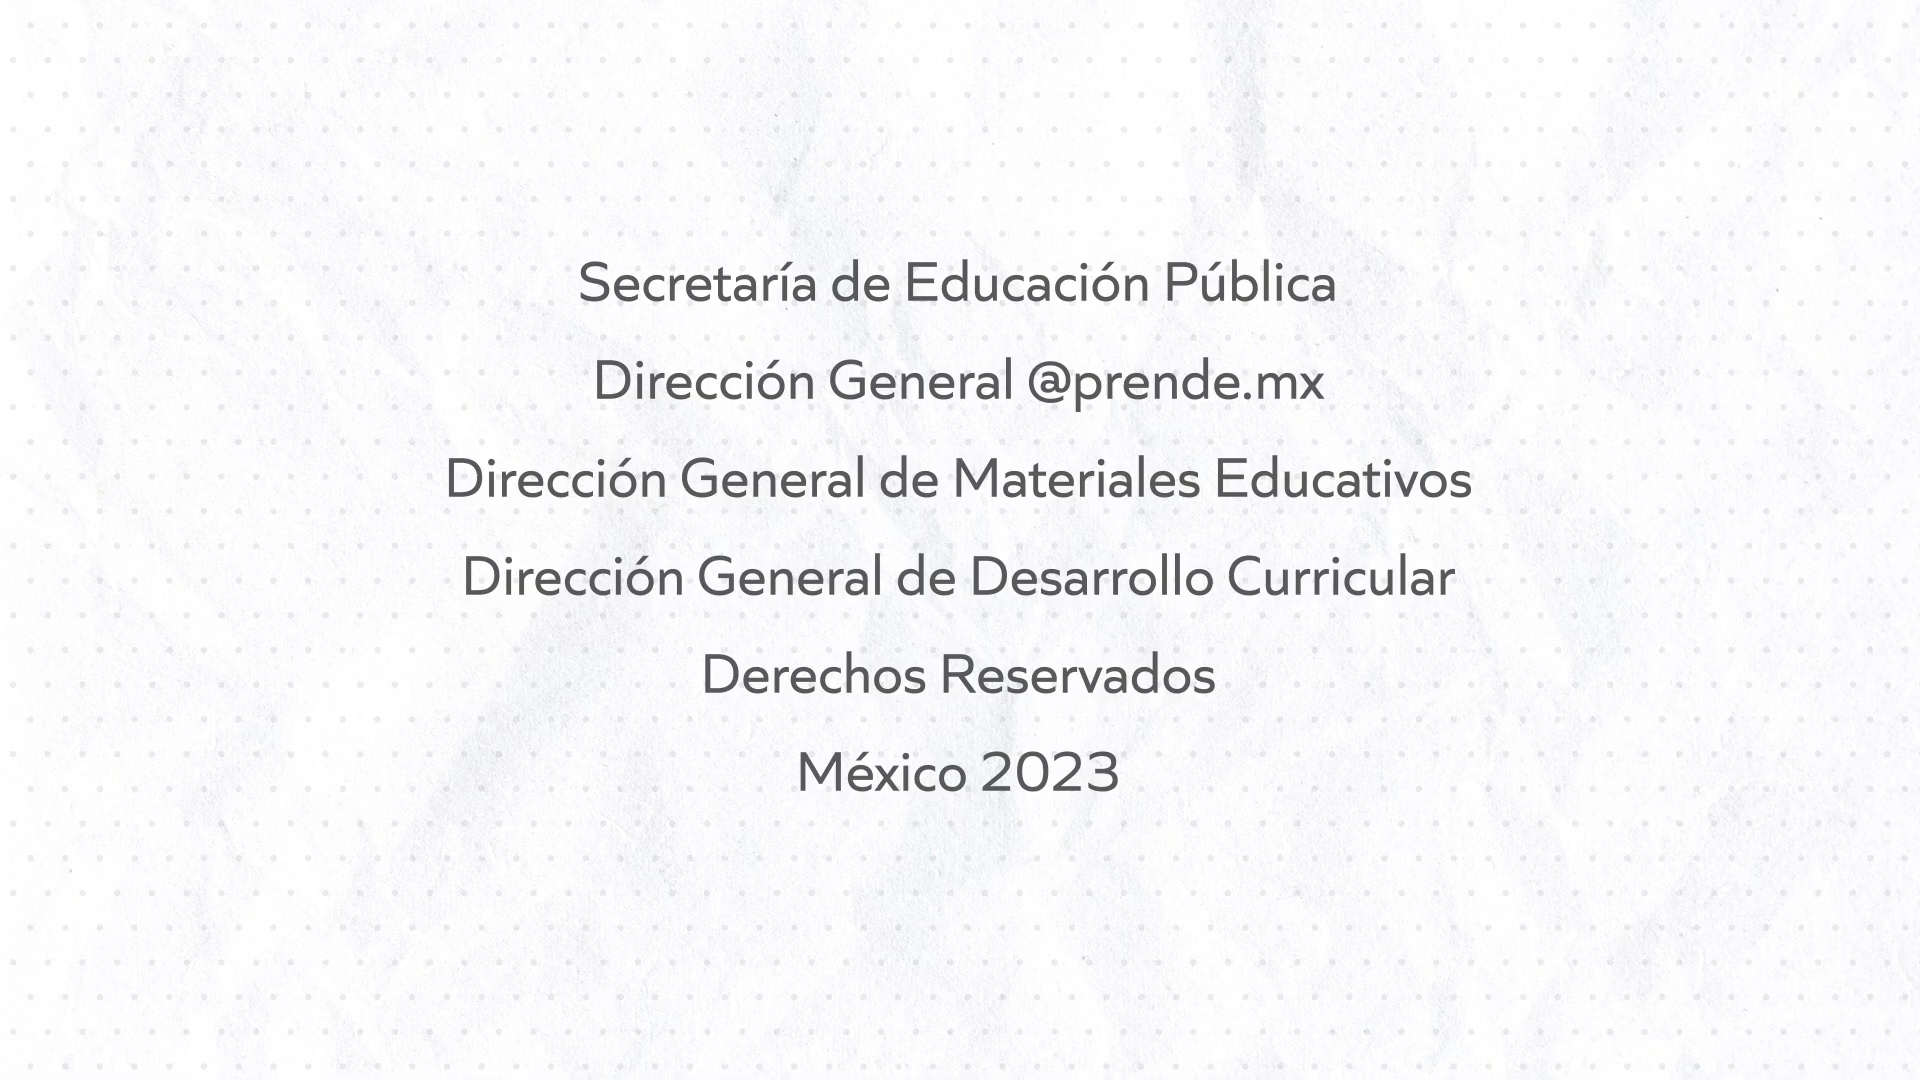 Secretaría de Educación Pública
Dirección General @prende.mx
Dirección General de Materiales Educativos
Dirección General de Desarrollo Curricular
Derechos Reservados
México 2023